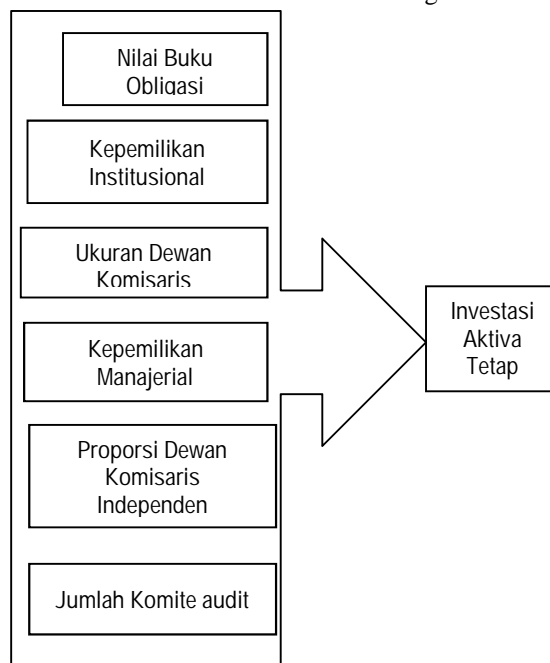 Nilai Buku
Obligasi
Kepemilikan
Institusional
Ukuran Dewan
Komisaris
Kepemilikan
Manajerial
Proporsi Dewan
Komisaris
Independen
Jumlah Komite audit
Investasi
Aktiva
Tetap